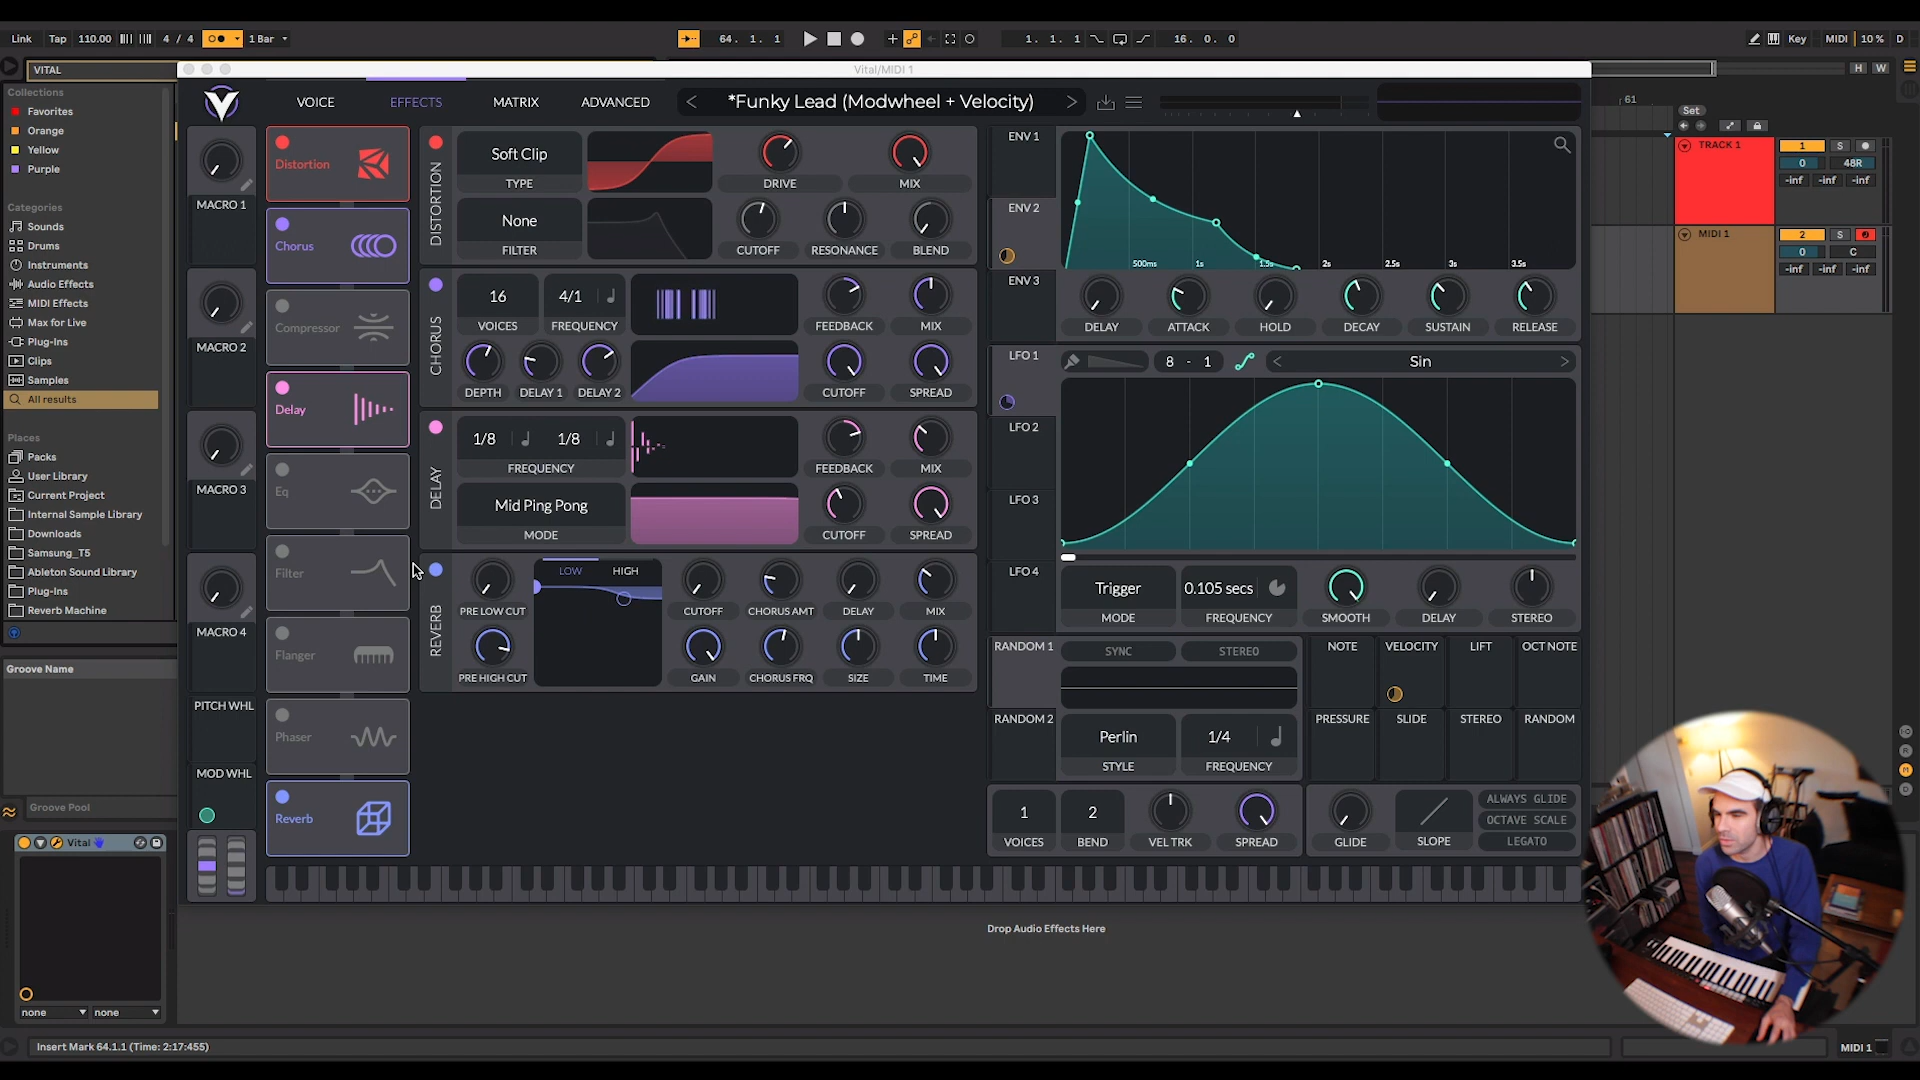 Link Tap 110.00 4 / 4 1 Bar 64. 1. 1 1. 1. 1 16. 0. 0 Key MIDI 10 % D
VITAL
Vital/MIDI 1
H W
Collections
Favorites
Orange
Yellow
Purple
Categories
Sounds
Drums
Instruments
Audio Effects
MIDI Effects
Max for Live
Plug-Ins
Clips
Samples
All results
Places
Packs
User Library
Current Project
Internal Sample Library
Downloads
Samsung_T5
Ableton Sound Library
Plug-Ins
Reverb Machine
Groove Name
Groove Pool
Vital
none none
VOICE EFFECTS MATRIX ADVANCED
*Funky Lead (Modwheel + Velocity)
MACRO 1
MACRO 2
MACRO 3
MACRO 4
PITCH WHL
MOD WHL
Distortion
Chorus
Compressor
Delay
Eq
Filter
Flanger
Phaser
Reverb
DISTORTION
Soft Clip
TYPE DRIVE MIX
None
FILTER CUTOFF RESONANCE BLEND
CHORUS
16 4/1
VOICES FREQUENCY FEEDBACK MIX
DEPTH DELAY 1 DELAY 2 CUTOFF SPREAD
DELAY
1/8 1/8
FREQUENCY FEEDBACK MIX
Mid Ping Pong
MODE CUTOFF SPREAD
REVERB
LOW HIGH
PRE LOW CUT CUTOFF CHORUS AMT DELAY MIX
PRE HIGH CUT GAIN CHORUS FRQ SIZE TIME
ENV 1
ENV 2
ENV 3
500ms 1s 1.5s 2s 2.5s 3s 3.5s
DELAY ATTACK HOLD DECAY SUSTAIN RELEASE
LFO 1
LFO 2
LFO 3
LFO 4
8 - 1 Sin
Trigger 0.105 secs
MODE FREQUENCY SMOOTH DELAY STEREO
RANDOM 1
SYNC STEREO
RANDOM 2
Perlin 1/4
STYLE FREQUENCY
NOTE VELOCITY LIFT OCT NOTE
PRESSURE SLIDE STEREO RANDOM
1 2
VOICES BEND VEL TRK SPREAD
GLIDE SLOPE
ALWAYS GLIDE
OCTAVE SCALE
LEGATO
61
Set
TRACK 1 1 S
0 48R
-inf -inf -inf
MIDI 1 2 S
0 C
-inf -inf -inf
Drop Audio Effects Here
Insert Mark 64.1.1 (Time: 2:17:455)
MIDI 1